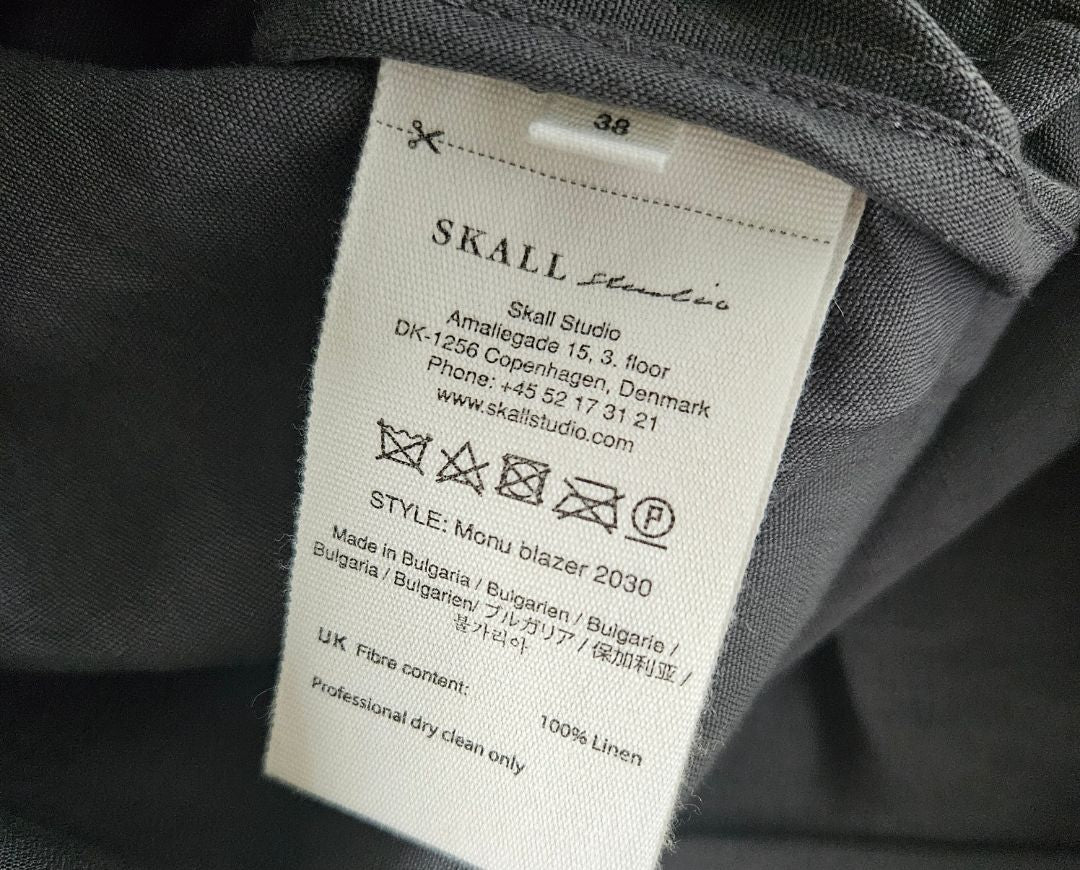 38
SKALL Studio
Skall Studio
Amaliegade 15, 3. floor
DK-1256 Copenhagen, Denmark
Phone: +45 52 17 31 21
www.skallstudio.com
P
STYLE: Monu blazer 2030
Made in Bulgaria / Bulgarien / Bulgarie /
Bulgaria / Bulgarien/ ブルガリア / 保加利亚 /
불가리아
UK Fibre content:
100% Linen
Professional dry clean only